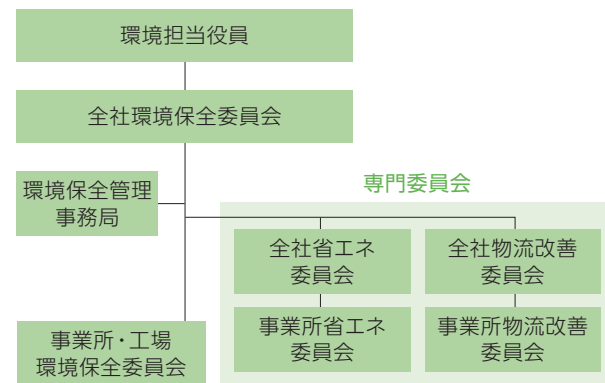 環境担当役員
全社環境保全委員会
環境保全管理
事務局
専門委員会
全社省エネ
委員会
全社物流改善
委員会
事業所省エネ
委員会
事業所物流改善
委員会
事業所・工場
環境保全委員会